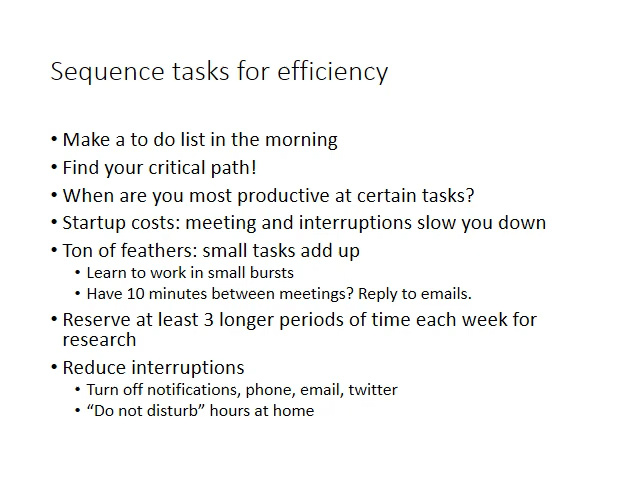 Sequence tasks for efficiency
• Make a to do list in the morning
• Find your critical path!
• When are you most productive at certain tasks?
• Startup costs: meeting and interruptions slow you down
• Ton of feathers: small tasks add up
• Learn to work in small bursts
• Have 10 minutes between meetings? Reply to emails.
• Reserve at least 3 longer periods of time each week for
research
• Reduce interruptions
• Turn off notifications, phone, email, twitter
• “Do not disturb” hours at home